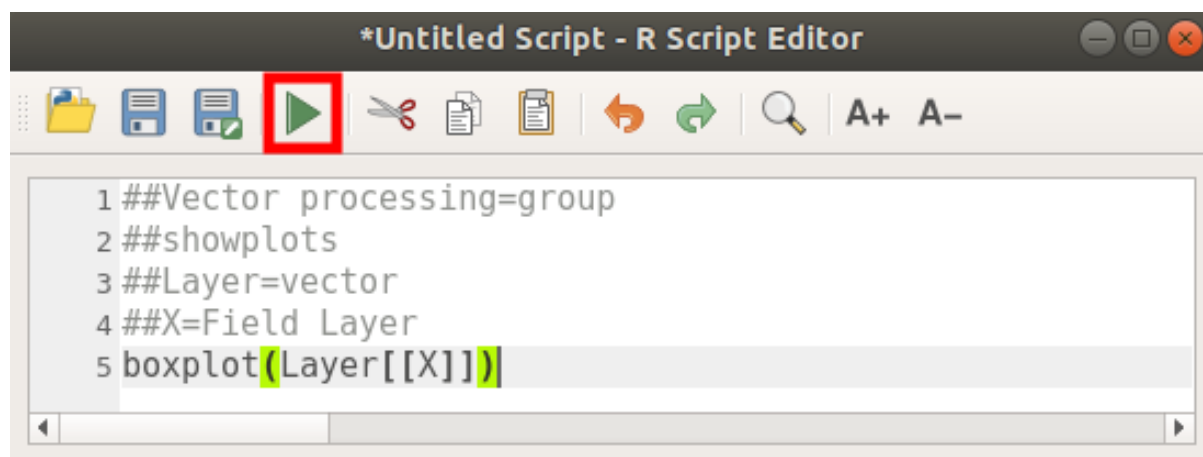 *Untitled Script - R Script Editor
A+ A−
1 ##Vector processing=group
2 ##showplots
3 ##Layer=vector
4 ##X=Field Layer
5 boxplot(Layer[[X]])